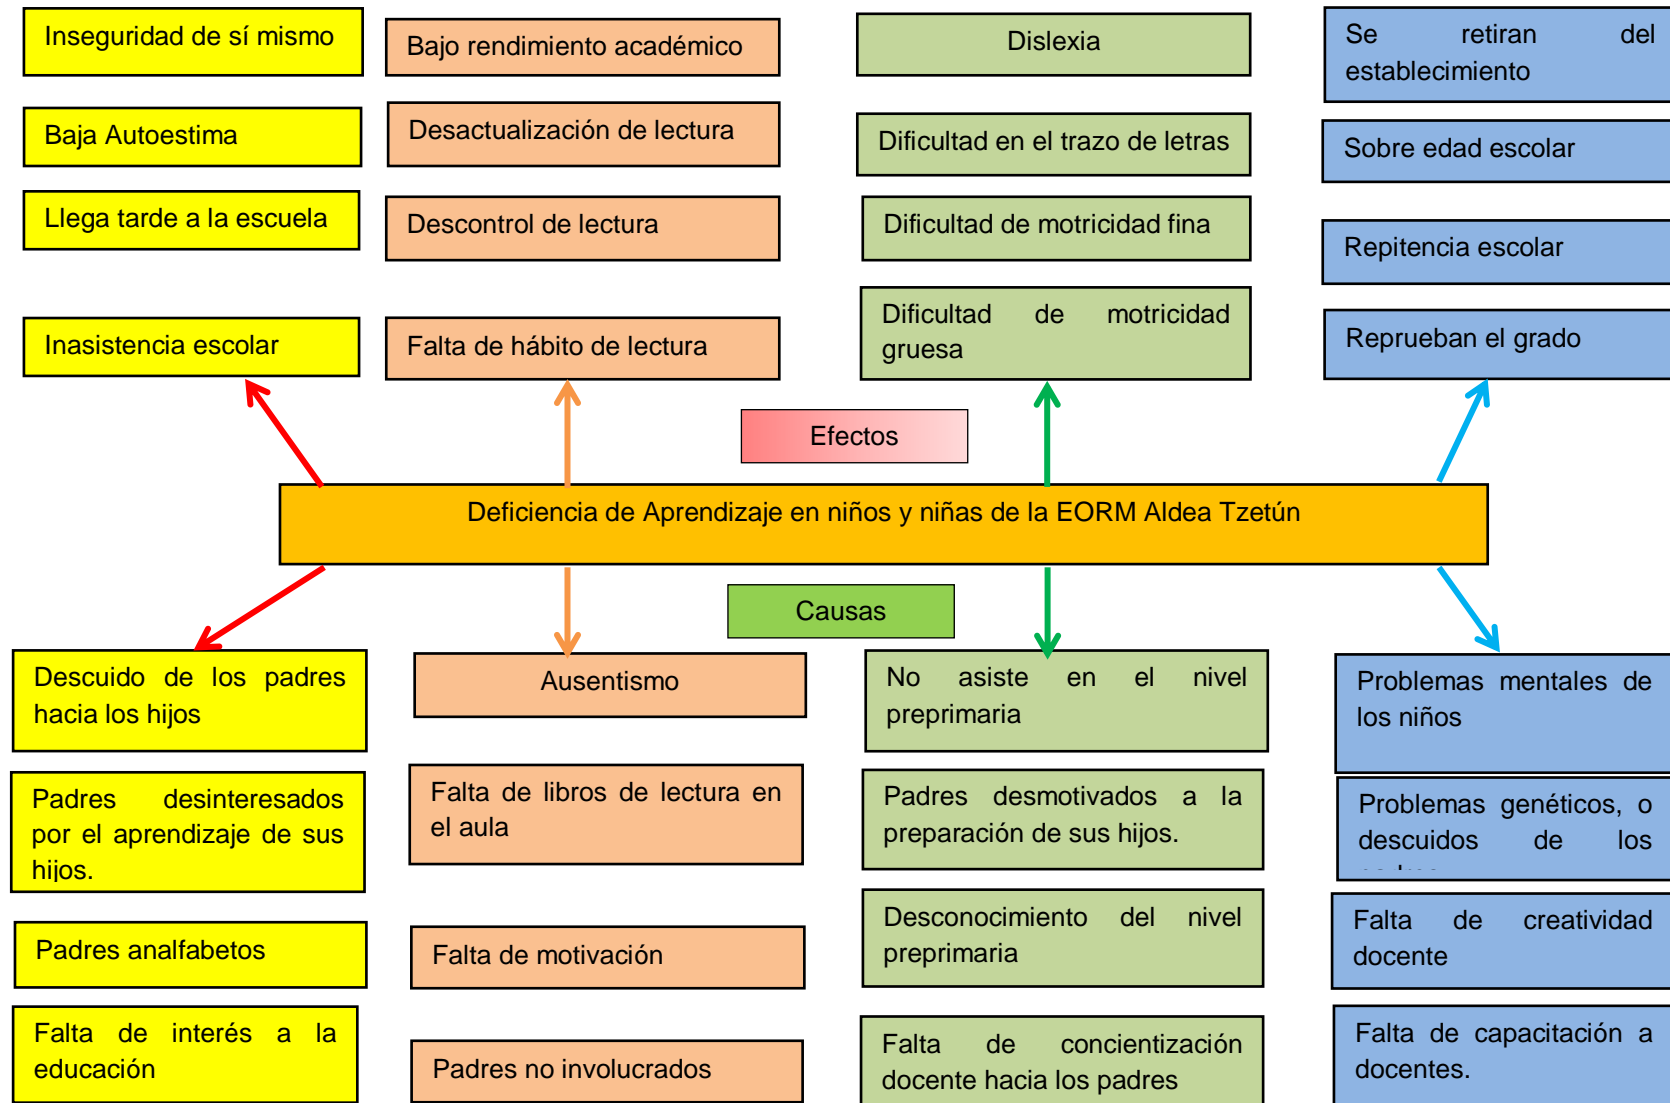 Inseguridad de sí mismo
Bajo rendimiento académico
Dislexia
Se retiran del
establecimiento
Baja Autoestima
Desactualización de lectura
Dificultad en el trazo de letras
Sobre edad escolar
Llega tarde a la escuela
Descontrol de lectura
Dificultad de motricidad fina
Repitencia escolar
Inasistencia escolar
Falta de hábito de lectura
Dificultad de motricidad
gruesa
Reprueban el grado
Efectos
Deficiencia de Aprendizaje en niños y niñas de la EORM Aldea Tzetún
Causas
Descuido de los padres
hacia los hijos
Ausentismo
No asiste en el nivel
preprimaria
Problemas mentales de
los niños
Padres desinteresados
por el aprendizaje de sus
hijos.
Falta de libros de lectura en
el aula
Padres desmotivados a la
preparación de sus hijos.
Problemas genéticos, o
descuidos de los
Padres analfabetos
Falta de motivación
Desconocimiento del nivel
preprimaria
Falta de creatividad
docente
Falta de interés a la
educación
Padres no involucrados
Falta de concientización
docente hacia los padres
Falta de capacitación a
docentes.